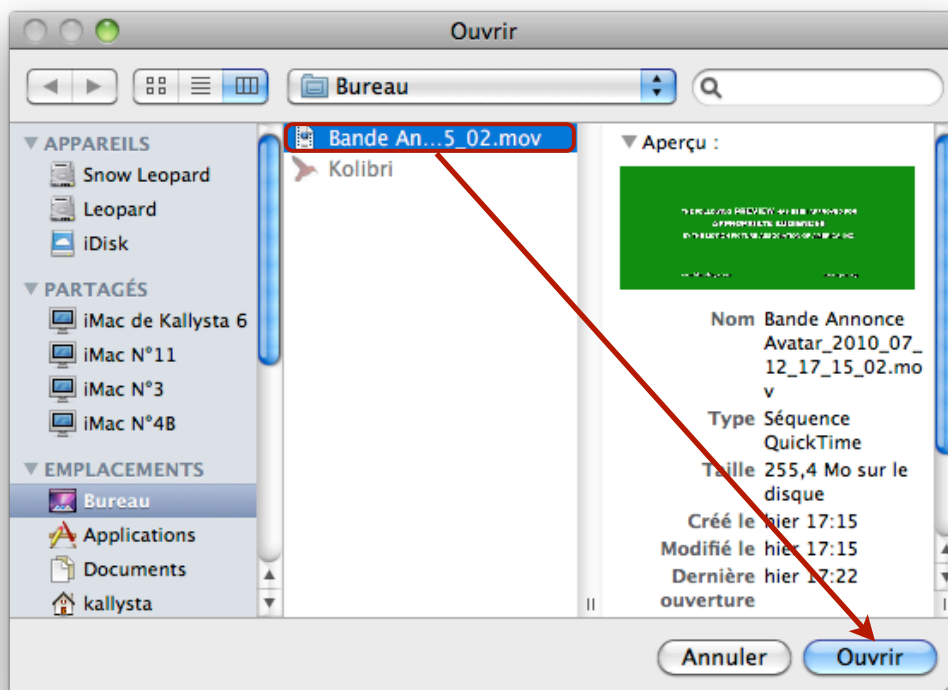 Ouvrir
Bureau
APPAREILS
Snow Leopard
Leopard
iDisk
PARTAGÉS
iMac de Kallysta 6
iMac N°11
iMac N°3
iMac N°4B
EMPLACEMENTS
Bureau
Applications
Documents
kallysta
Bande An...5_02.mov
Kolibri
Aperçu :
PREVIEW
Nom Bande Annonce
Avatar_2010_07_
12_17_15_02.mo
v
Type Séquence
QuickTime
Taille 255,4 Mo sur le
disque
Créé le hier 17:15
Modifié le hier 17:15
Dernière hier 17:22
ouverture
Annuler
Ouvrir